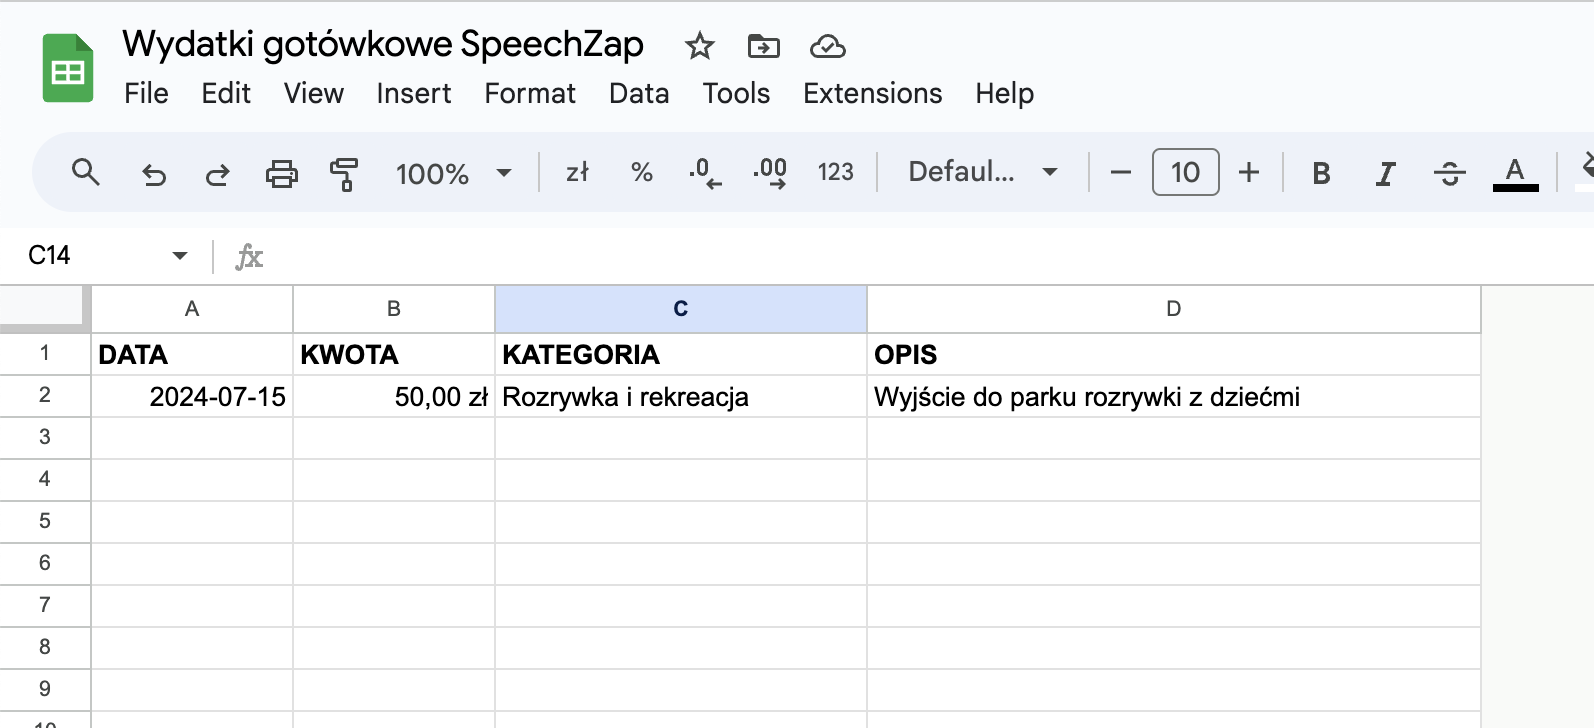 Wydatki gotówkowe SpeechZap
File Edit View Insert Format Data Tools Extensions Help
100% zł % .0 .00 123 Defaul... 10 B I S A
C14 fx
A B C D
1 DATA KWOTA KATEGORIA OPIS
2 2024-07-15 50,00 zł Rozrywka i rekreacja Wyjście do parku rozrywki z dziećmi
3
4
5
6
7
8
9
10